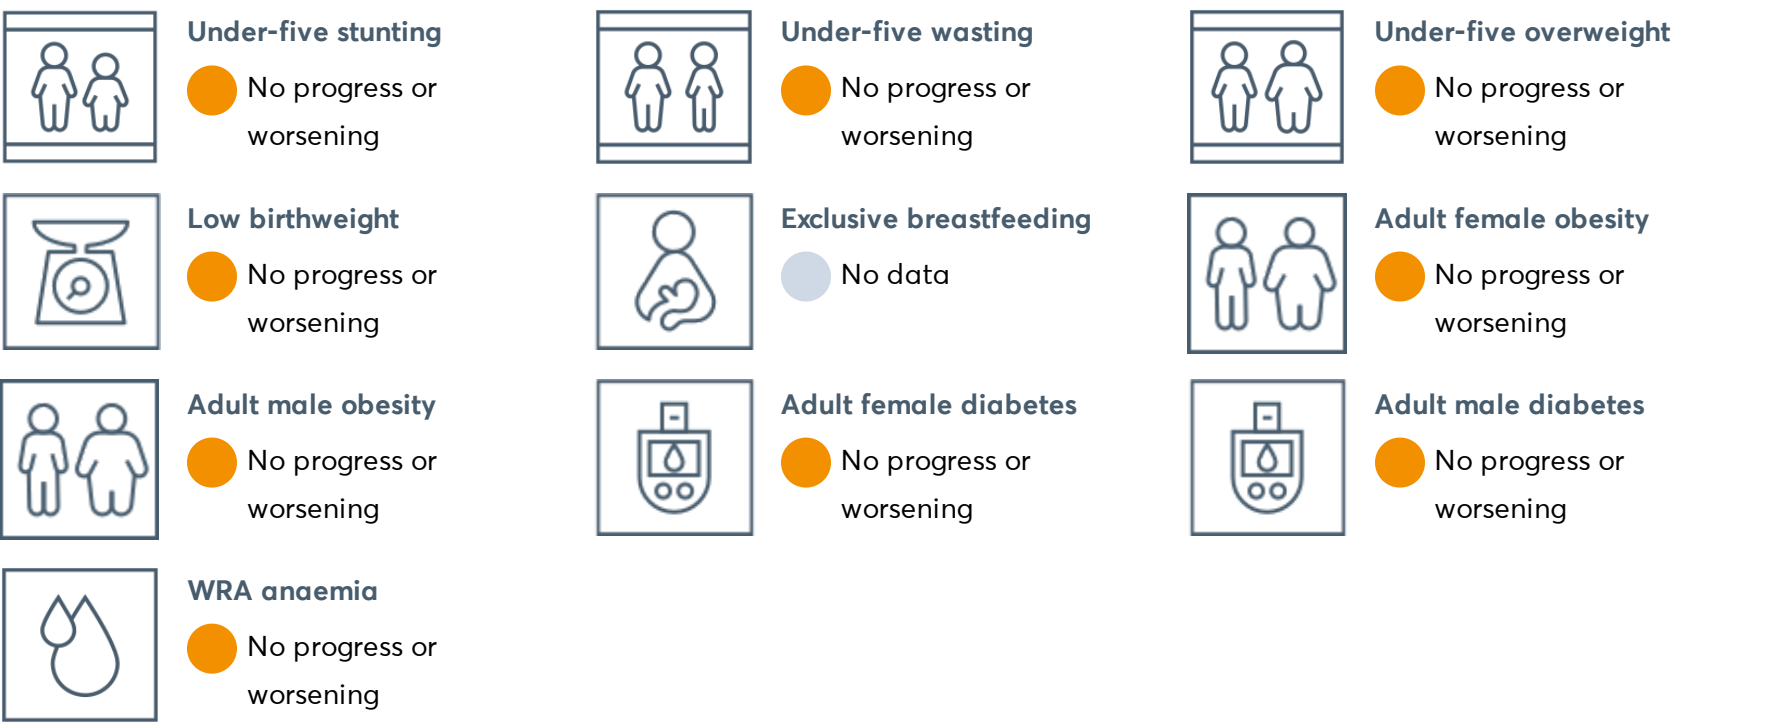 Under-five stunting
No progress or
worsening
Under-five wasting
No progress or
worsening
Under-five overweight
No progress or
worsening
Low birthweight
No progress or
worsening
Exclusive breastfeeding
No data
Adult female obesity
No progress or
worsening
Adult male obesity
No progress or
worsening
Adult female diabetes
No progress or
worsening
Adult male diabetes
No progress or
worsening
WRA anaemia
No progress or
worsening